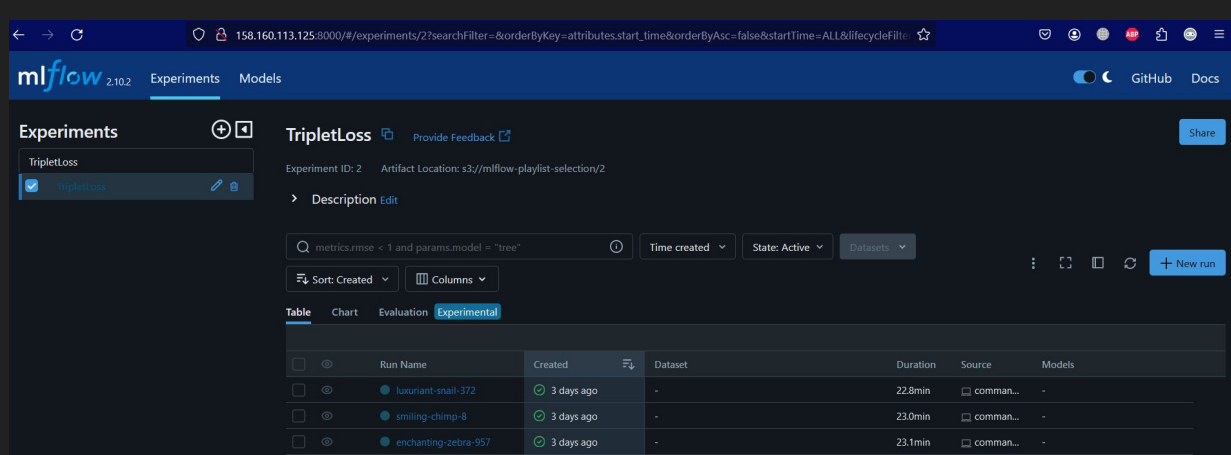 158.160.113.125:8000/#/experiments/2?searchFilter=&orderByKey=attributes.start_time&orderByAsc=false&startTime=ALL&lifecycleFilte
ABP
mlflow 2.10.2 Experiments Models GitHub Docs
Experiments
TripletLoss
TripletLoss
TripletLoss Provide Feedback
Share
Experiment ID: 2 Artifact Location: s3://mlflow-playlist-selection/2
Description Edit
metrics.rmse < 1 and params.model = "tree" Time created State: Active Datasets
Sort: Created Columns
+ New run
Table Chart Evaluation Experimental
Run Name Created Dataset Duration Source Models
luxuriant-snail-372 3 days ago - 22.8min comman... -
smiling-chimp-8 3 days ago - 23.0min comman... -
enchanting-zebra-957 3 days ago - 23.1min comman... -